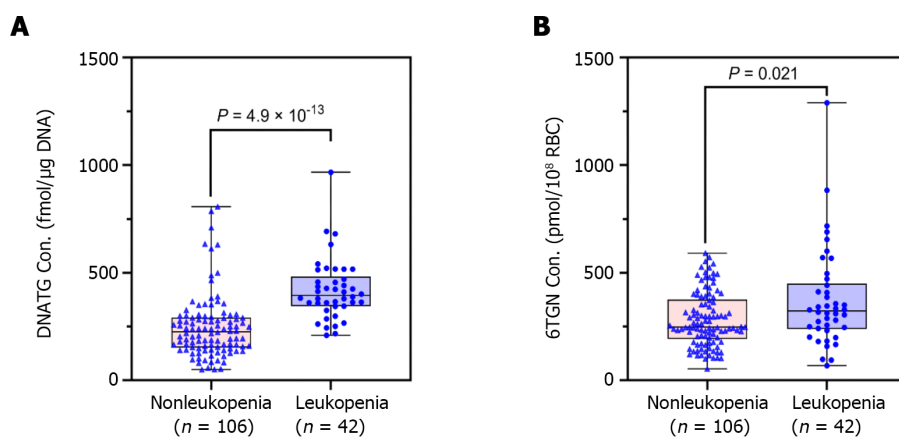 A
1500
1000
500
0
DNATG Con. (fmol/µg DNA)
P = 4.9 × 10⁻¹³
Nonleukopenia
(n = 106)
Leukopenia
(n = 42)
B
1500
1000
500
0
6TGN Con. (pmol/10⁸ RBC)
P = 0.021
Nonleukopenia
(n = 106)
Leukopenia
(n = 42)